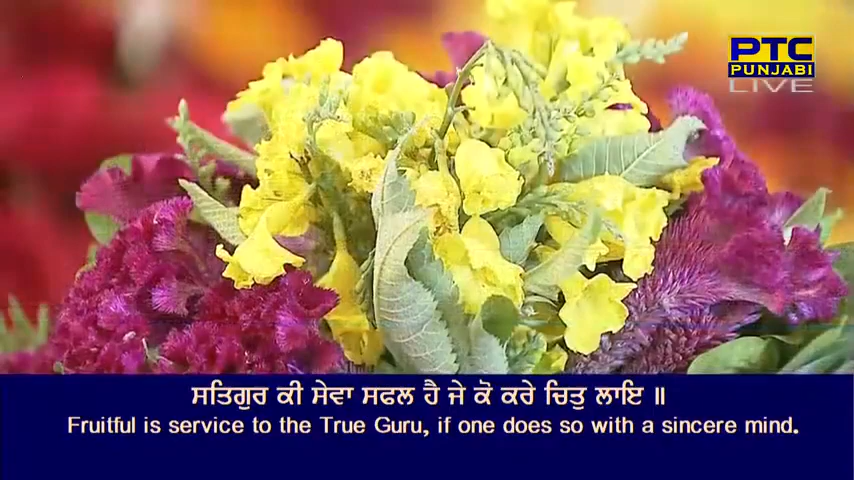 PTC
PUNJABI
LIVE
ਸਤਿਗੁਰ ਕੀ ਸੇਵਾ ਸਫਲ ਹੈ ਜੇ ਕੋ ਕਰੇ ਚਿਤੁ ਲਾਇ ॥
Fruitful is service to the True Guru, if one does so with a sincere mind.